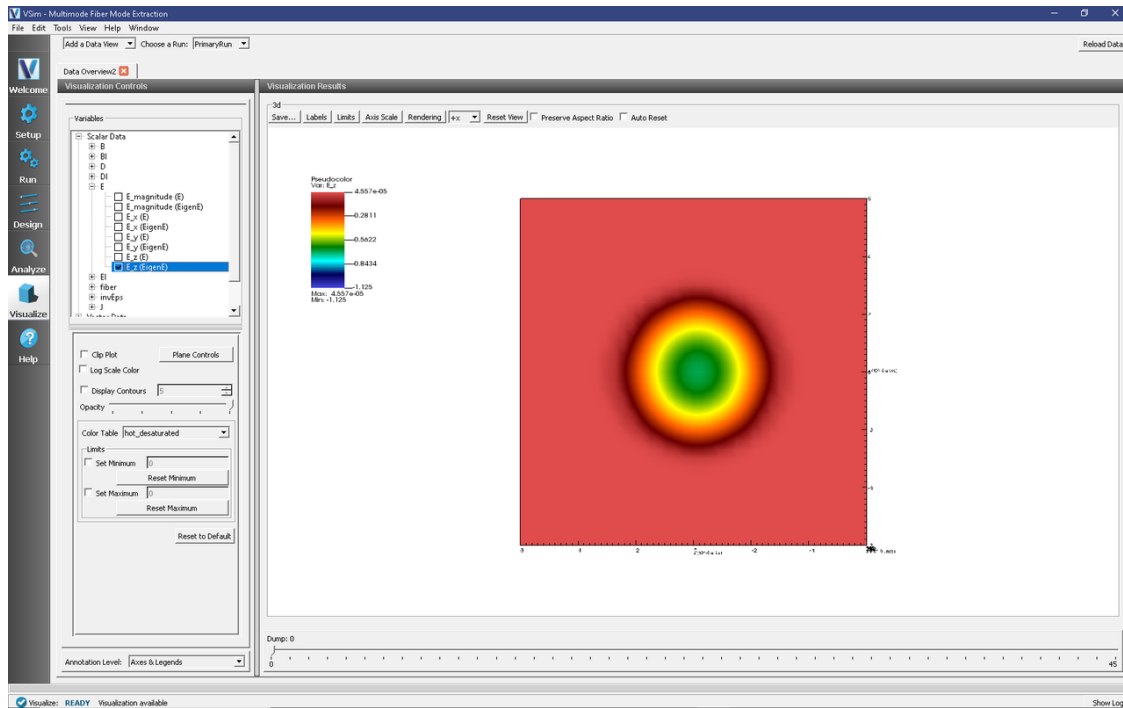 VSim - Multimode Fiber Mode Extraction
File Edit Tools View Help Window
Add a Data View Choose a Run: PrimaryRun
Reload Data
Data Overview2
Welcome
Setup
Run
Design
Analyze
Visualize
Help
Visualization Controls
Variables
Scalar Data
B
BI
D
DI
E
E_magnitude (E)
E_magnitude (EigenE)
E_x (E)
E_x (EigenE)
E_y (E)
E_y (EigenE)
E_z (E)
E_z (EigenE)
EI
fiber
invEps
J
Clip Plot Plane Controls
Log Scale Color
Display Contours 5
Opacity
Color Table hot_desaturated
Limits
Set Minimum 0
Reset Minimum
Set Maximum 0
Reset Maximum
Reset to Default
Annotation Level: Axes & Legends
Visualization Results
3d
Save... Labels Limits Axis Scale Rendering +x Reset View Preserve Aspect Ratio Auto Reset
Pseudocolor
Var: E_z
4.557e-05
-0.2811
-0.5622
-0.8434
-1.125
Max: 4.557e-05
Min: -1.125
Dump: 0
0
45
Visualize: READY Visualization available
Show Log